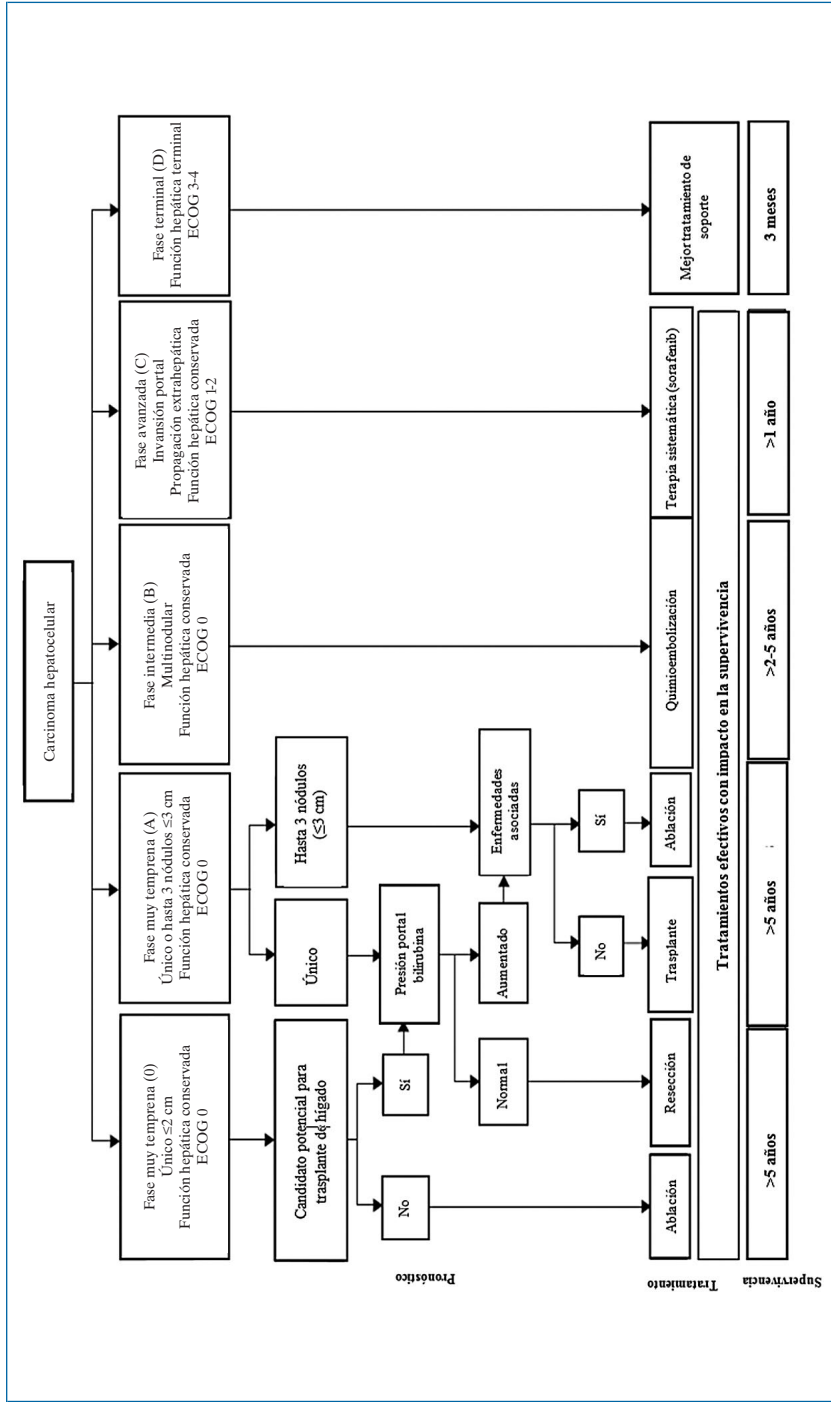 Carcinoma hepatocelular
Fase muy temprena (0)
Único ≤2 cm
Función hepática conservada
ECOG 0
Fase muy temprena (A)
Único o hasta 3 nódulos ≤3 cm
Función hepática conservada
ECOG 0
Fase intermedia (B)
Multinodular
Función hepática conservada
ECOG 0
Fase avanzada (C)
Invansión portal
Propagación extrahepática
Función hepática conservada
ECOG 1-2
Fase terminal (D)
Función hepática terminal
ECOG 3-4
Candidato potencial para
trasplante de hígado
Único
Hasta 3 nódulos
(≤3 cm)
Pronóstico
No
Sí
Presión portal
bilirubina
Normal
Aumentado
Enfermedades
asociadas
No
Sí
Tratamiento
Ablación
Resección
Trasplante
Ablación
Quimioembolización
Terapia sistemática (sorafenib)
Mejor tratamiento de
soporte
Tratamientos efectivos con impacto en la supervivencia
Supervivencia
>5 años
>5 años
>2-5 años
>1 año
3 meses